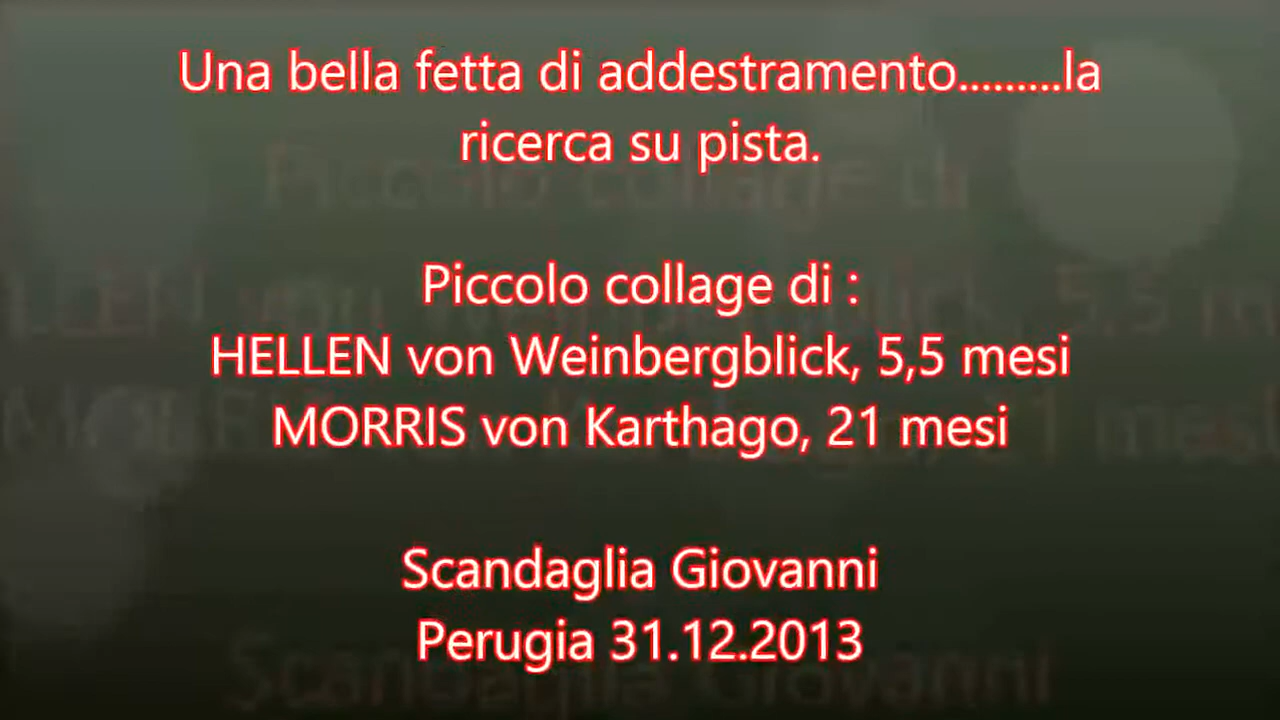 Una bella fetta di addestramento.........la
ricerca su pista.
Piccolo collage di :
HELLEN von Weinbergblick, 5,5 mesi
MORRIS von Karthago, 21 mesi
Scandaglia Giovanni
Perugia 31.12.2013